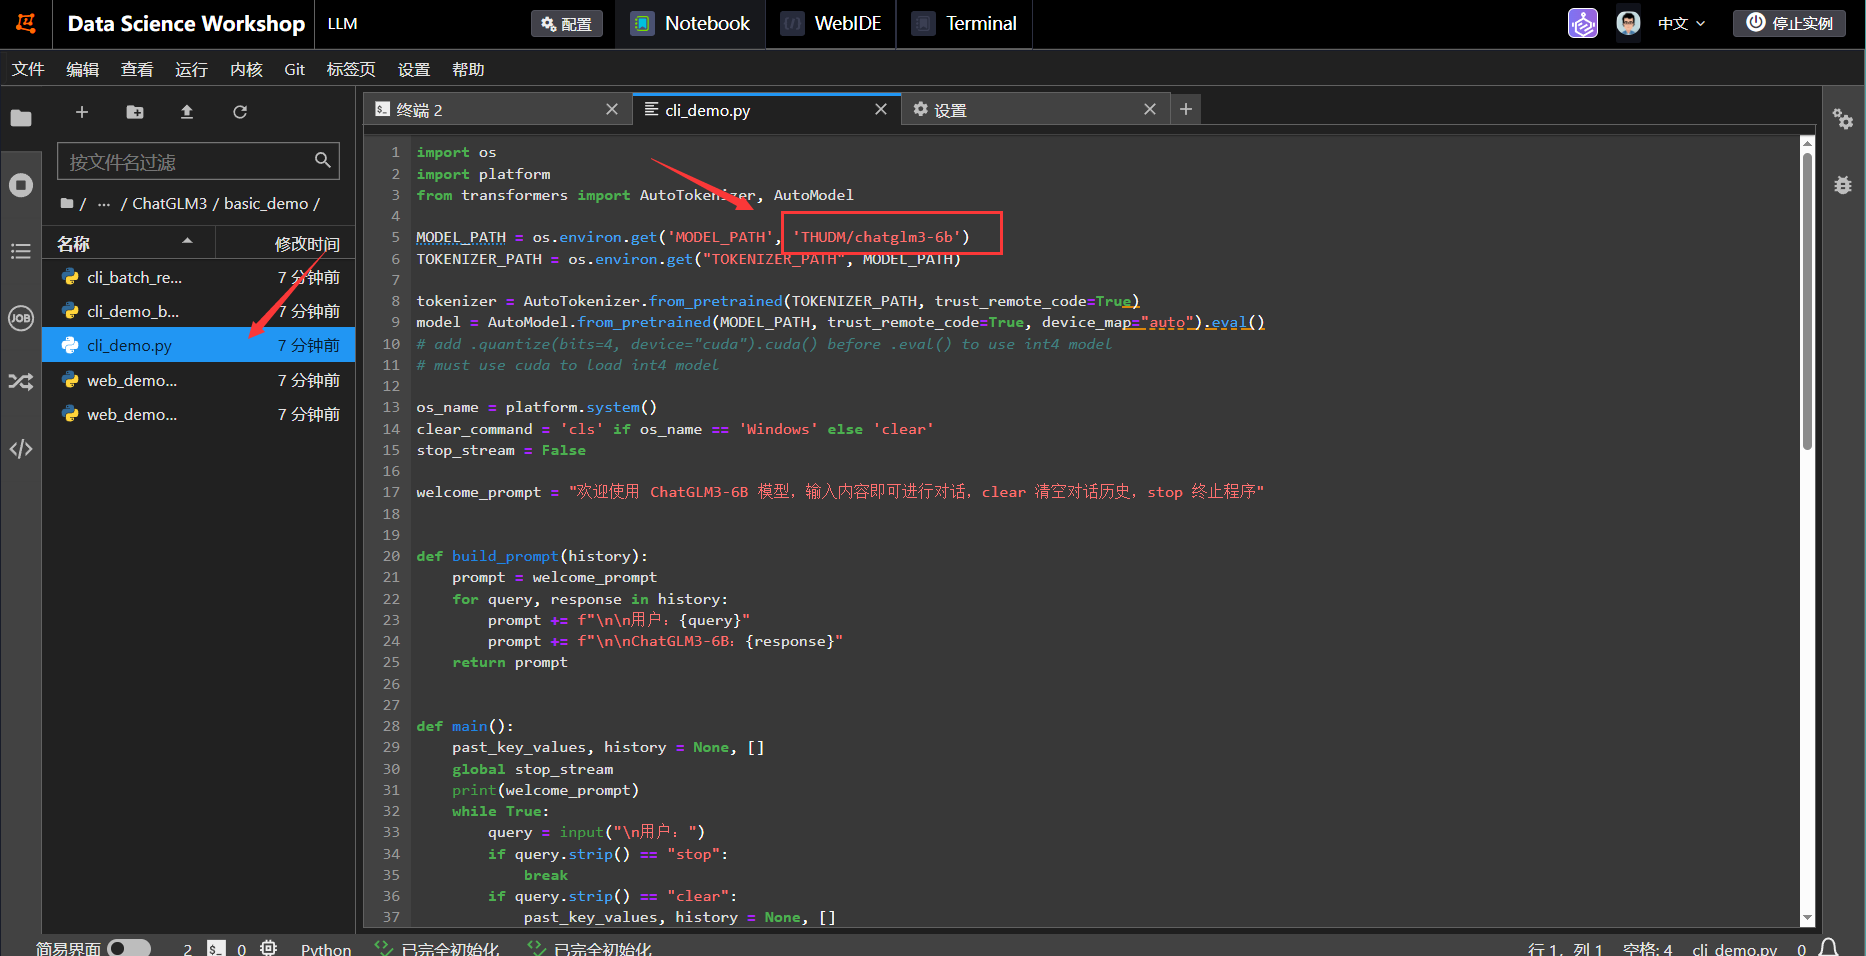 Data Science Workshop LLM 配置 Notebook WebIDE Terminal 中文 停止实例
文件 编辑 查看 运行 内核 Git 标签页 设置 帮助
终端 2 cli_demo.py 设置
按文件名过滤
/ ··· / ChatGLM3 / basic_demo /
名称 修改时间
cli_batch_re... 7 分钟前
cli_demo_b... 7 分钟前
cli_demo.py 7 分钟前
web_demo... 7 分钟前
web_demo... 7 分钟前
JOB
1 import os
2 import platform
3 from transformers import AutoTokenizer, AutoModel
4
5 MODEL_PATH = os.environ.get('MODEL_PATH', 'THUDM/chatglm3-6b')
6 TOKENIZER_PATH = os.environ.get("TOKENIZER_PATH", MODEL_PATH)
7
8 tokenizer = AutoTokenizer.from_pretrained(TOKENIZER_PATH, trust_remote_code=True)
9 model = AutoModel.from_pretrained(MODEL_PATH, trust_remote_code=True, device_map="auto").eval()
10 # add .quantize(bits=4, device="cuda").cuda() before .eval() to use int4 model
11 # must use cuda to load int4 model
12
13 os_name = platform.system()
14 clear_command = 'cls' if os_name == 'Windows' else 'clear'
15 stop_stream = False
16
17 welcome_prompt = "欢迎使用 ChatGLM3-6B 模型，输入内容即可进行对话，clear 清空对话历史，stop 终止程序"
18
19
20 def build_prompt(history):
21     prompt = welcome_prompt
22     for query, response in history:
23         prompt += f"\n\n用户：{query}"
24         prompt += f"\n\nChatGLM3-6B：{response}"
25     return prompt
26
27
28 def main():
29     past_key_values, history = None, []
30     global stop_stream
31     print(welcome_prompt)
32     while True:
33         query = input("\n用户：")
34         if query.strip() == "stop":
35             break
36         if query.strip() == "clear":
37             past_key_values, history = None, []
简易界面 2 0 Python 已完全初始化 已完全初始化 行 1，列 1 空格: 4 cli_demo.py 0